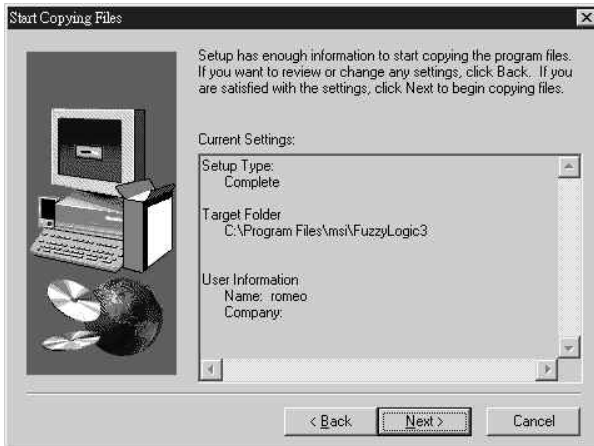 Start Copying Files
Setup has enough information to start copying the program files.
If you want to review or change any settings, click Back. If you
are satisfied with the settings, click Next to begin copying files.
Current Settings:
Setup Type:
Complete
Target Folder
C:\Program Files\msi\FuzzyLogic3
User Information
Name: romeo
Company:
< Back
Next >
Cancel